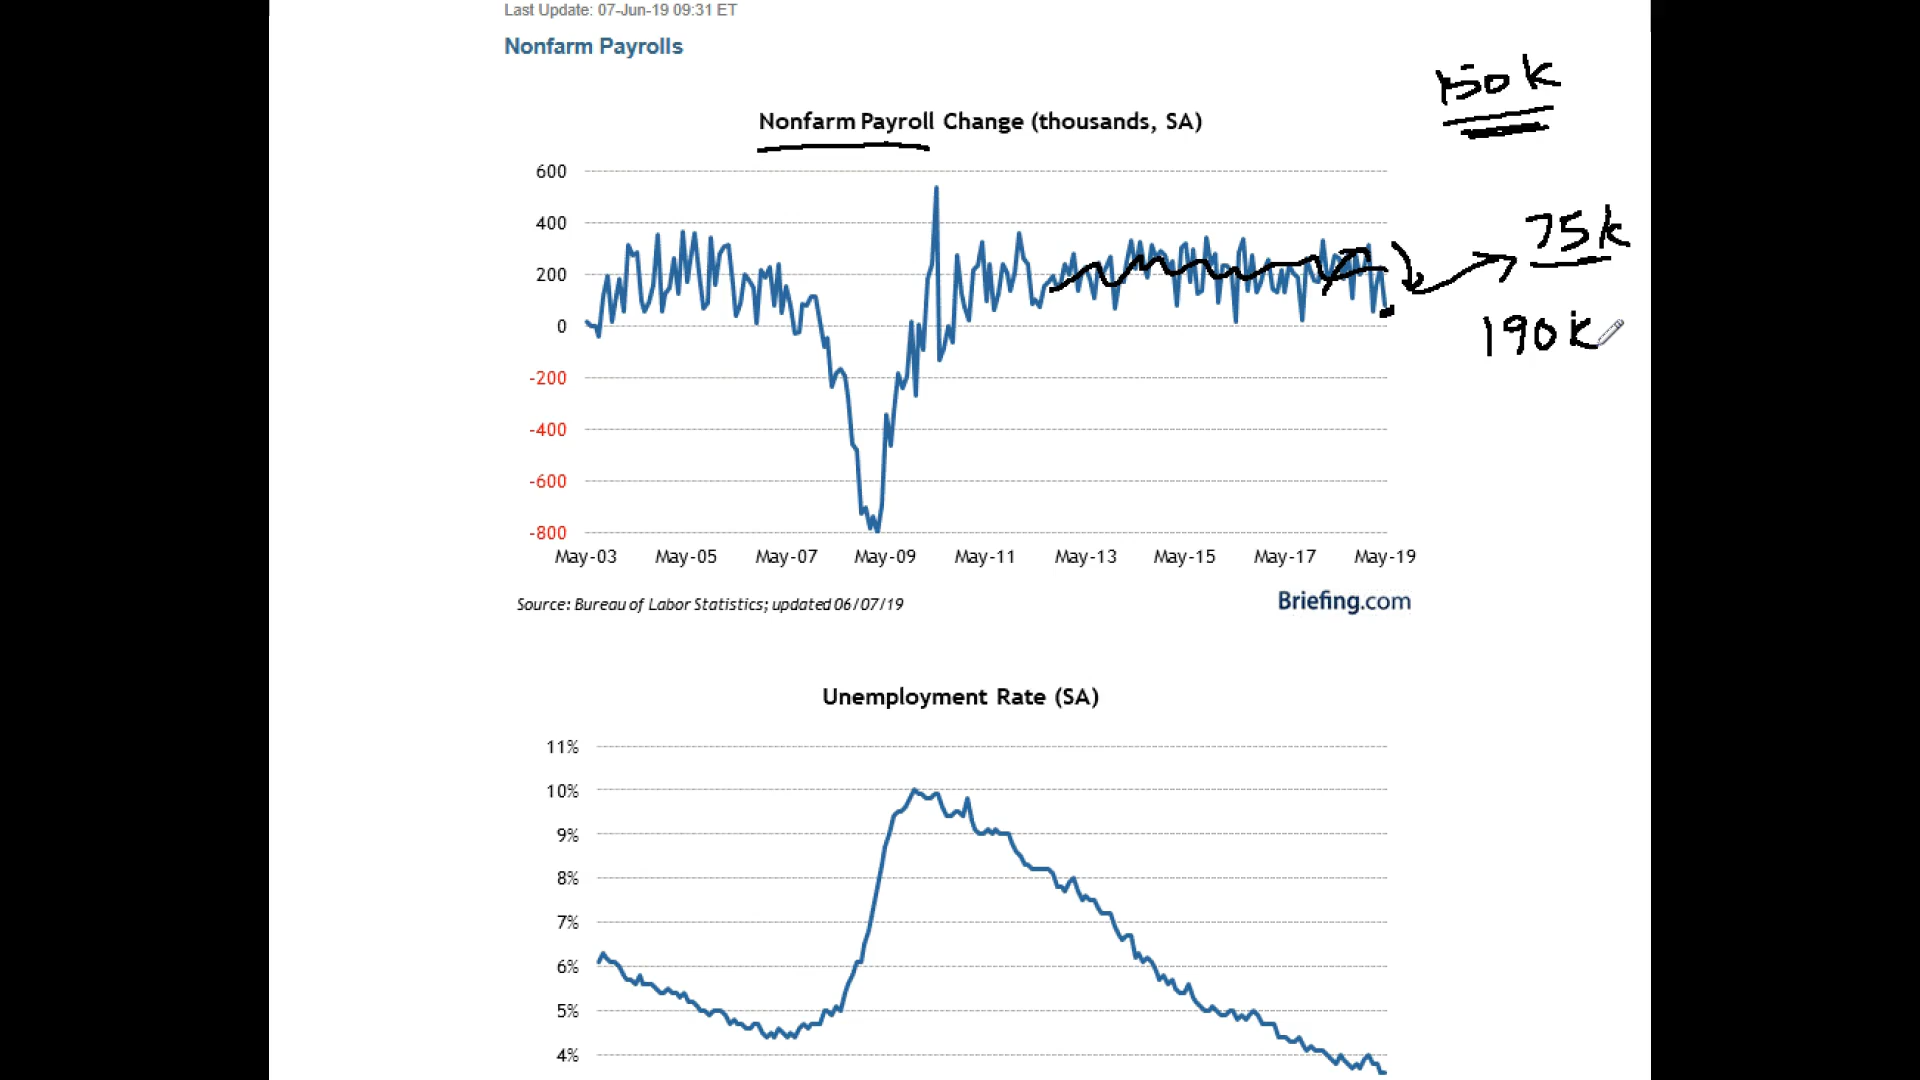 Last Update: 07-Jun-19 09:31 ET
Nonfarm Payrolls
150k
Nonfarm Payroll Change (thousands, SA)
600
400
200
0
-200
-400
-600
-800
75k
190k
May-03 May-05 May-07 May-09 May-11 May-13 May-15 May-17 May-19
Source: Bureau of Labor Statistics; updated 06/07/19
Briefing.com
Unemployment Rate (SA)
11%
10%
9%
8%
7%
6%
5%
4%